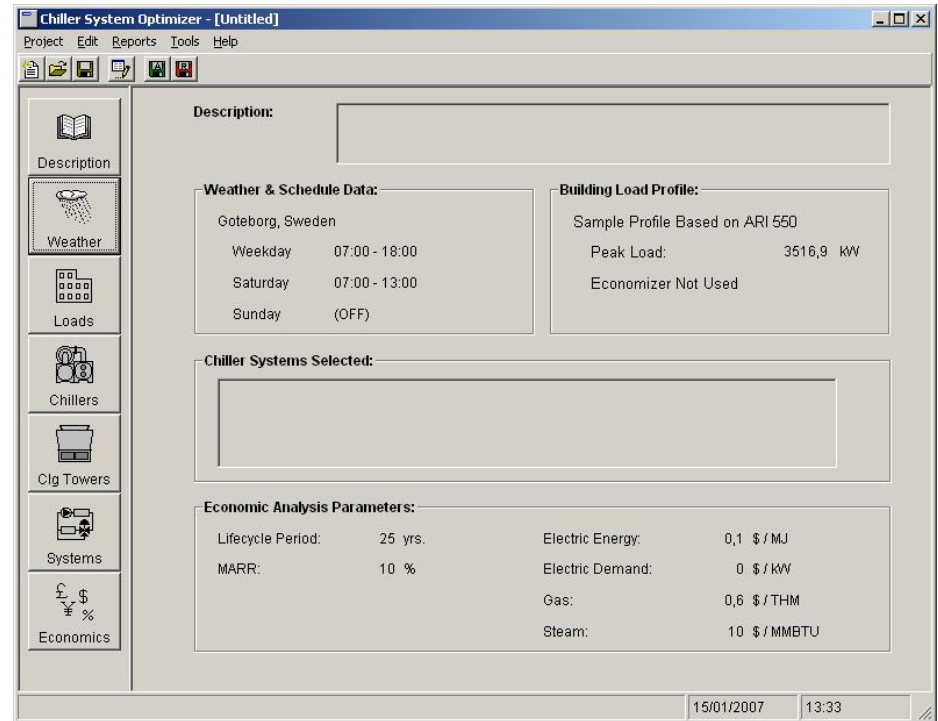 Chiller System Optimizer - [Untitled]
Project Edit Reports Tools Help
Description
Weather
Loads
Chillers
Clg Towers
Systems
£ $ ¥ %
Economics
Description:
Weather & Schedule Data:
Goteborg, Sweden
Weekday 07:00 - 18:00
Saturday 07:00 - 13:00
Sunday (OFF)
Building Load Profile:
Sample Profile Based on ARI 550
Peak Load: 3516,9 kW
Economizer Not Used
Chiller Systems Selected:
Economic Analysis Parameters:
Lifecycle Period: 25 yrs.
MARR: 10 %
Electric Energy: 0,1 $ / MJ
Electric Demand: 0 $ / kW
Gas: 0,6 $ / THM
Steam: 10 $ / MMBTU
15/01/2007 13:33